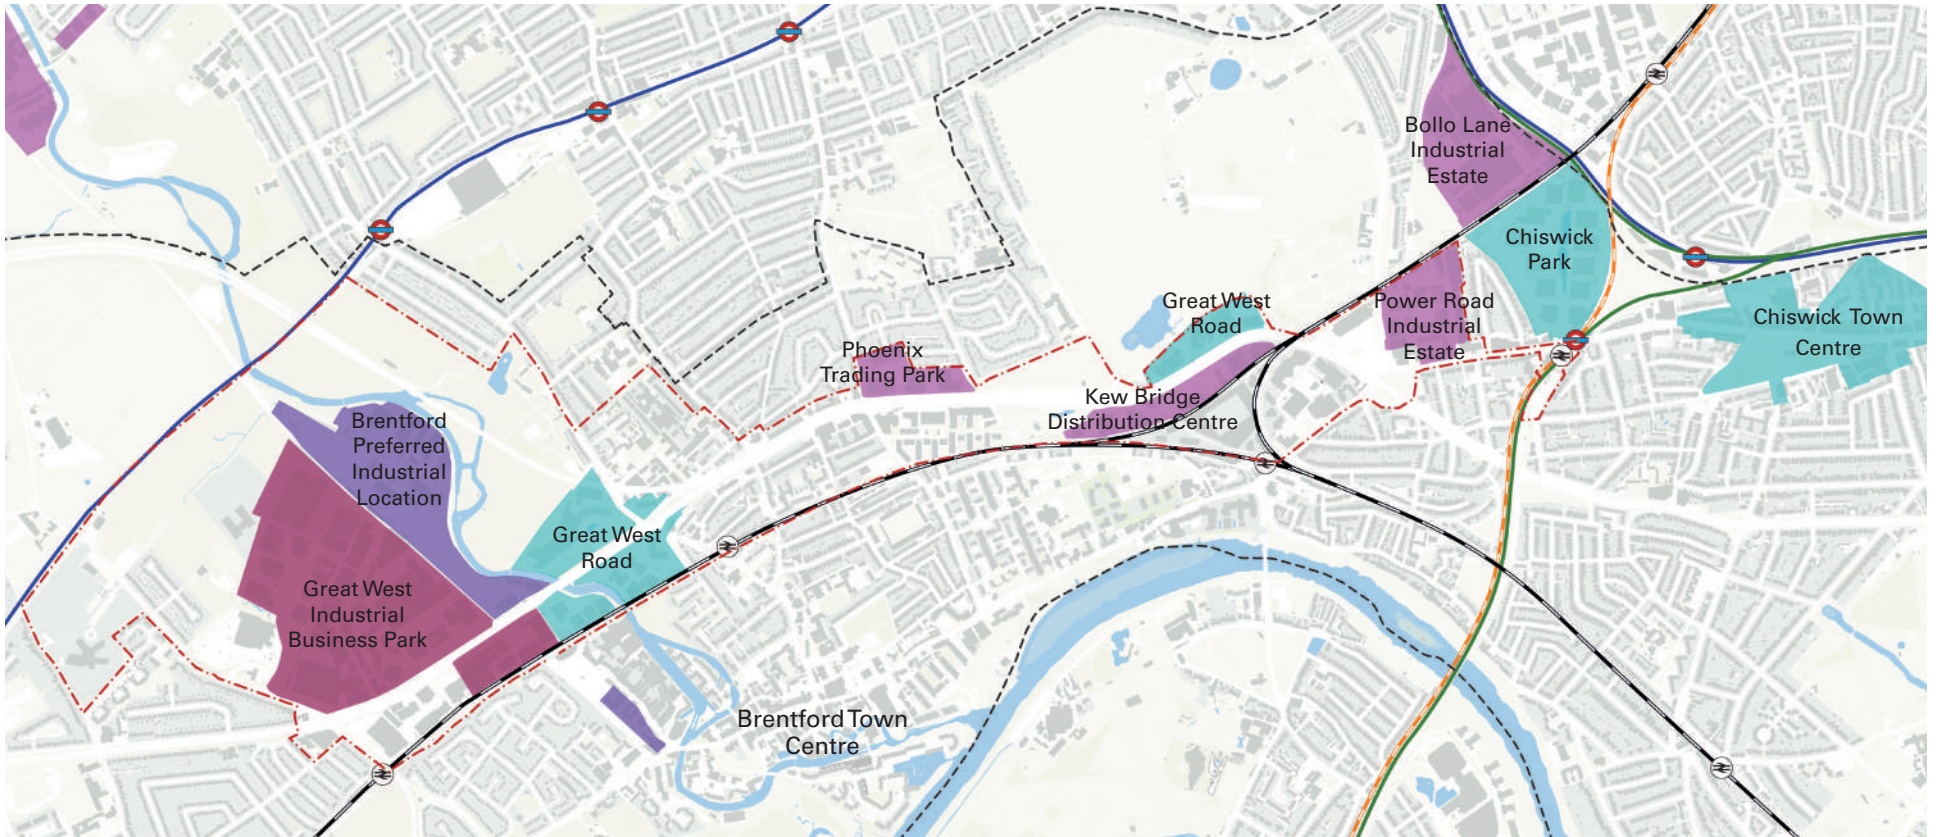 Bollo Lane
Industrial
Estate
Chiswick
Park
Great West
Road
Power Road
Industrial
Estate
Chiswick Town
Centre
Phoenix
Trading Park
Kew Bridge
Distribution Centre
Brentford
Preferred
Industrial
Location
Great West
Road
Great West
Industrial
Business Park
Brentford Town
Centre